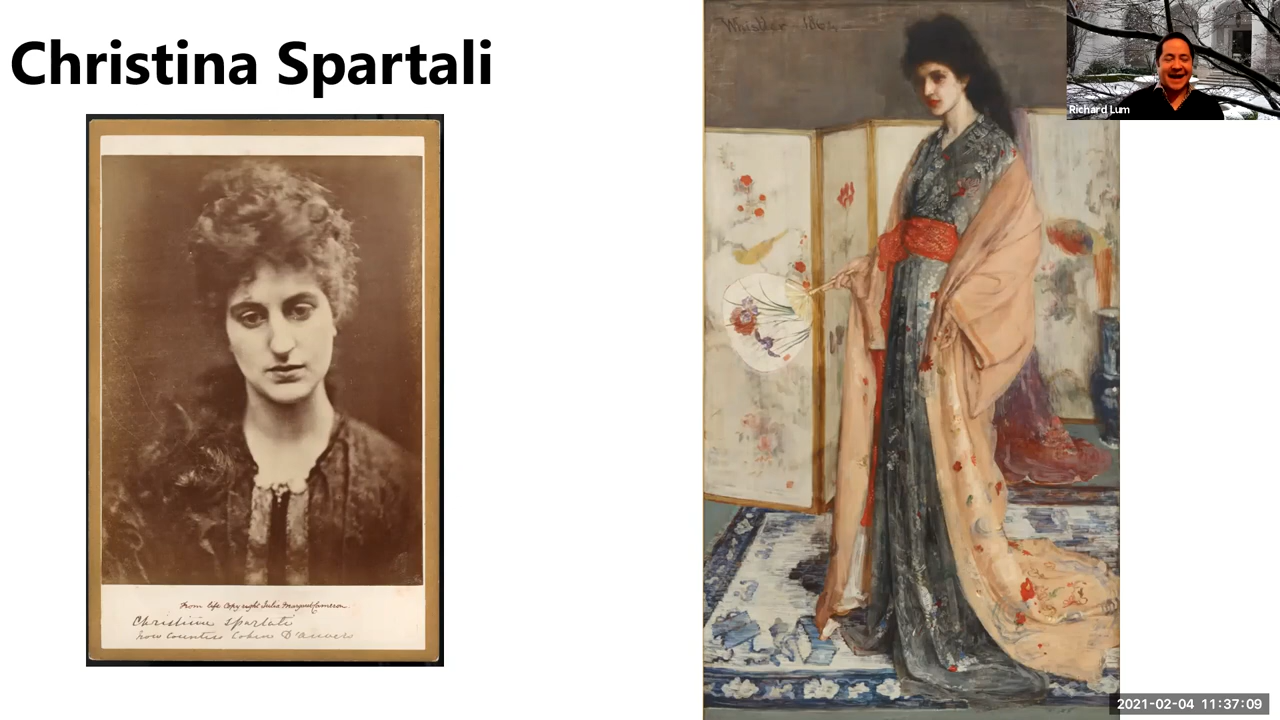 Christina Spartali
Whistler 1864
Richard Lum
From life Copyright Julia Margaret Cameron
Christina Spartali
now Countess Cahen D'Anvers
2021-02-04 11:37:09